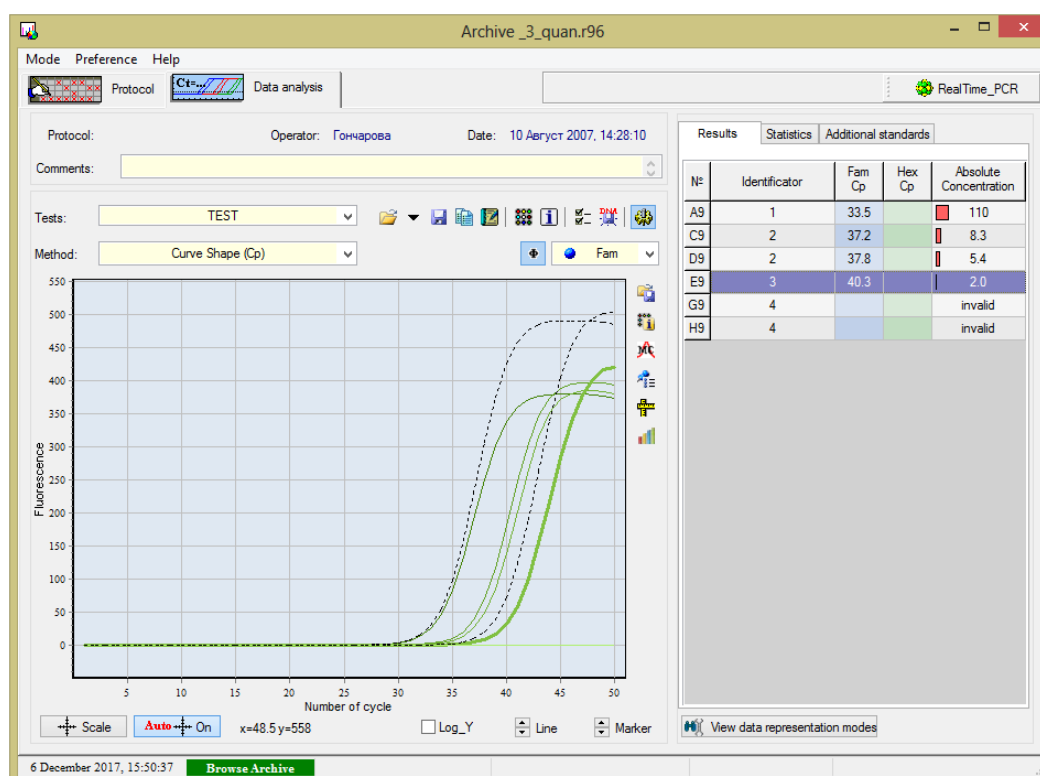 Archive _3_quan.r96
Mode Preference Help
Protocol
Ct=...
Data analysis
RealTime_PCR
Protocol: Operator: Гончарова Date: 10 Август 2007, 14:28:10
Comments:
Tests: TEST
DNA
Method: Curve Shape (Cp)
Fam
550
500
450
400
350
300
250
200
150
100
50
0
Fluorescence
5 10 15 20 25 30 35 40 45 50
Number of cycle
Scale Auto On x=48.5 y=558 Log_Y Line Marker
Results Statistics Additional standards
№ Identificator Fam Cp Hex Cp Absolute Concentration
A9 1 33.5 110
C9 2 37.2 8.3
D9 2 37.8 5.4
E9 3 40.3 2.0
G9 4 invalid
H9 4 invalid
View data representation modes
6 December 2017, 15:50:37 Browse Archive